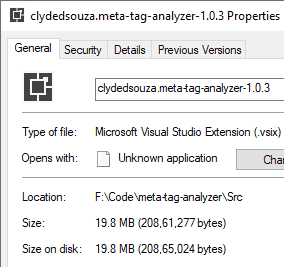 clydedsouza.meta-tag-analyzer-1.0.3 Properties
General Security Details Previous Versions
clydedsouza.meta-tag-analyzer-1.0.3
Type of file: Microsoft Visual Studio Extension (.vsix)
Opens with: Unknown application Cha
Location: F:\Code\meta-tag-analyzer\Src
Size: 19.8 MB (208,61,277 bytes)
Size on disk: 19.8 MB (208,65,024 bytes)